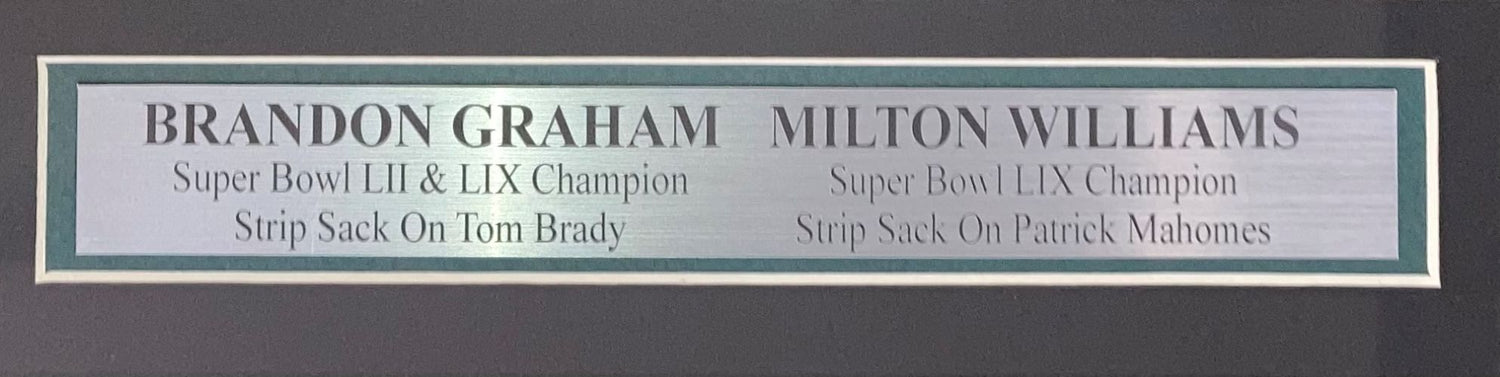 BRANDON GRAHAM MILTON WILLIAMS
Super Bowl LII & LIX Champion Super Bowl LIX Champion
Strip Sack On Tom Brady Strip Sack On Patrick Mahomes